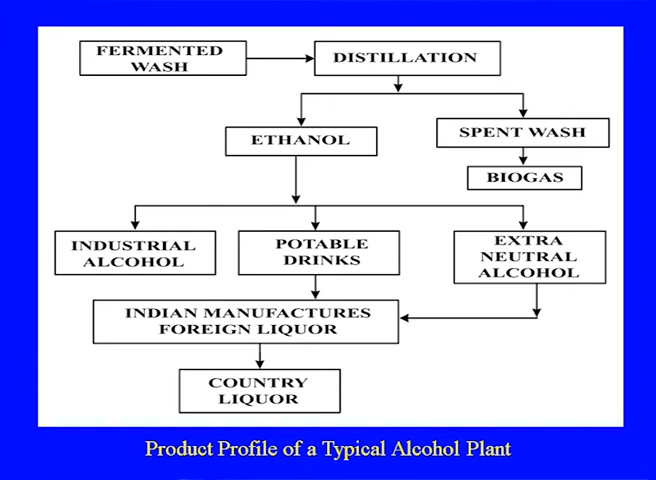 FERMENTED
WASH
DISTILLATION
ETHANOL
SPENT WASH
BIOGAS
INDUSTRIAL
ALCOHOL
POTABLE
DRINKS
EXTRA
NEUTRAL
ALCOHOL
INDIAN MANUFACTURES
FOREIGN LIQUOR
COUNTRY
LIQUOR
Product Profile of a Typical Alcohol Plant